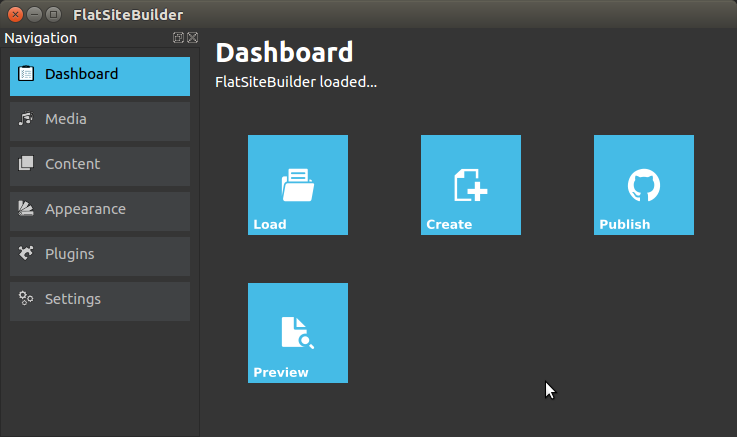 FlatSiteBuilder
Navigation
Dashboard
Media
Content
Appearance
Plugins
Settings
Dashboard
FlatSiteBuilder loaded...
Load
Create
Publish
Preview